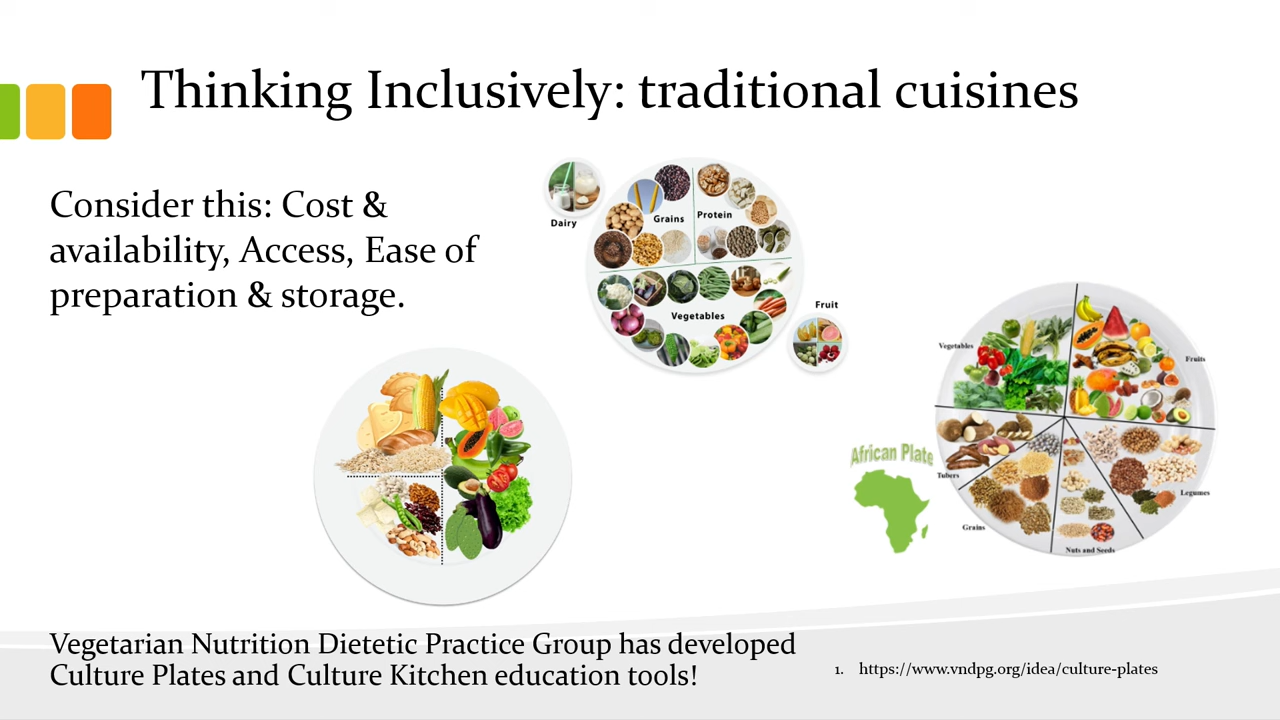 Thinking Inclusively: traditional cuisines
Consider this: Cost &
availability, Access, Ease of
preparation & storage.
Dairy
Grains
Protein
Vegetables
Fruit
Vegetables
Fruits
African Plate
Tubers
Legumes
Grains
Nuts and Seeds
Vegetarian Nutrition Dietetic Practice Group has developed
Culture Plates and Culture Kitchen education tools!
1. https://www.vndpg.org/idea/culture-plates